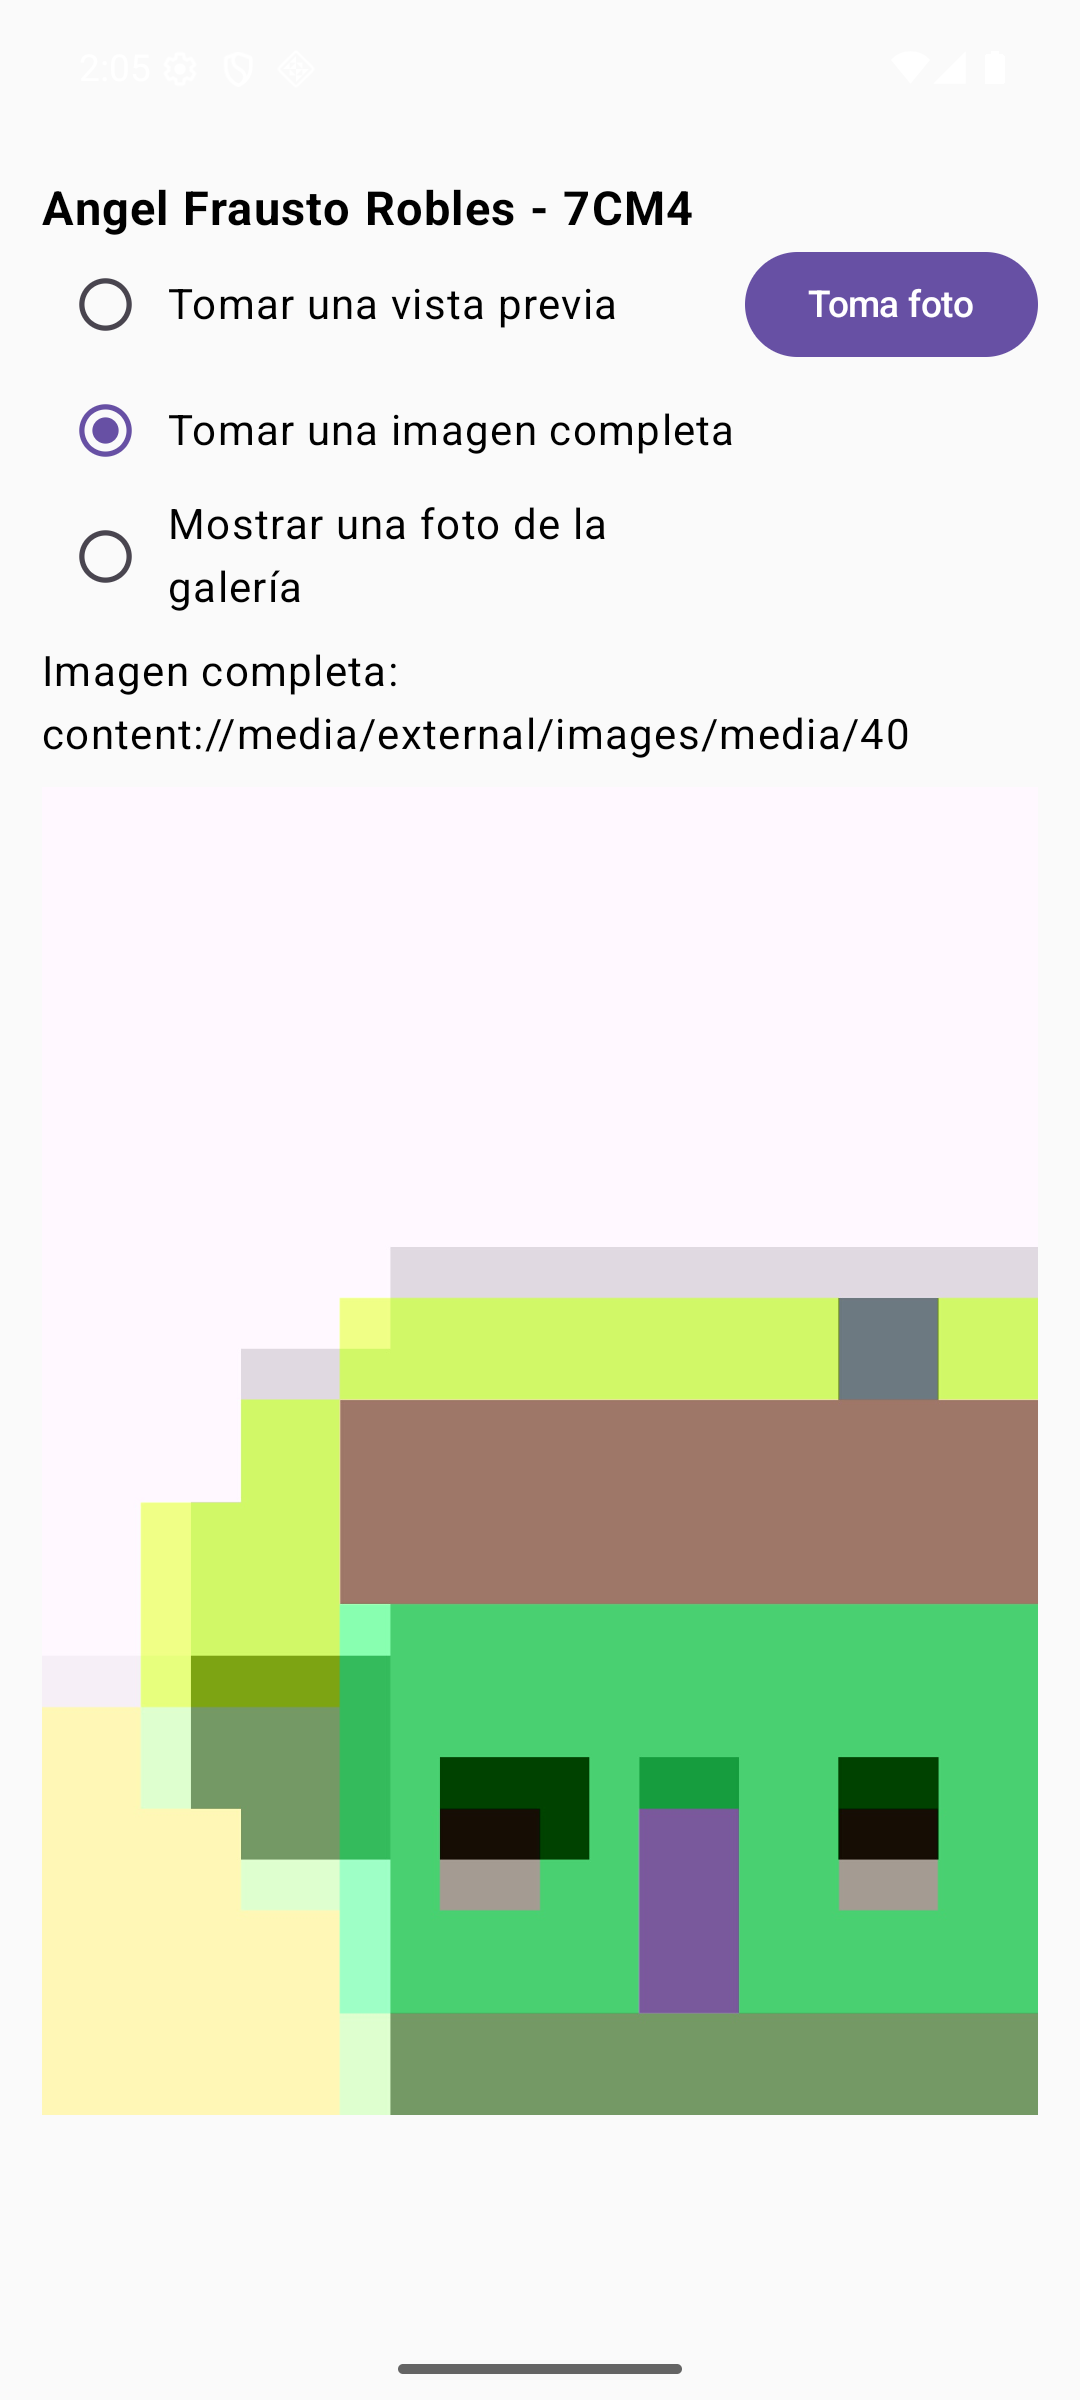 2:05
Angel Frausto Robles - 7CM4
Tomar una vista previa
Toma foto
Tomar una imagen completa
Mostrar una foto de la
galería
Imagen completa:
content://media/external/images/media/40